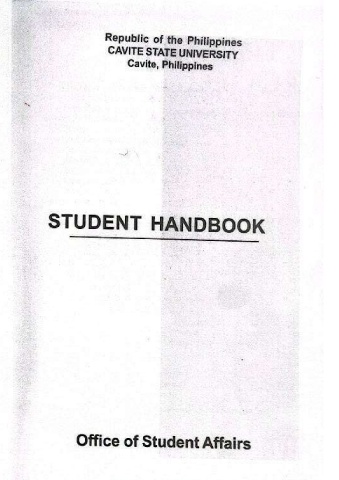 Republic of the Philippines
CAVITE STATE UNIVERSITY
Cavite, Philippines
STUDENT HANDBOOK
Office of Student Affairs